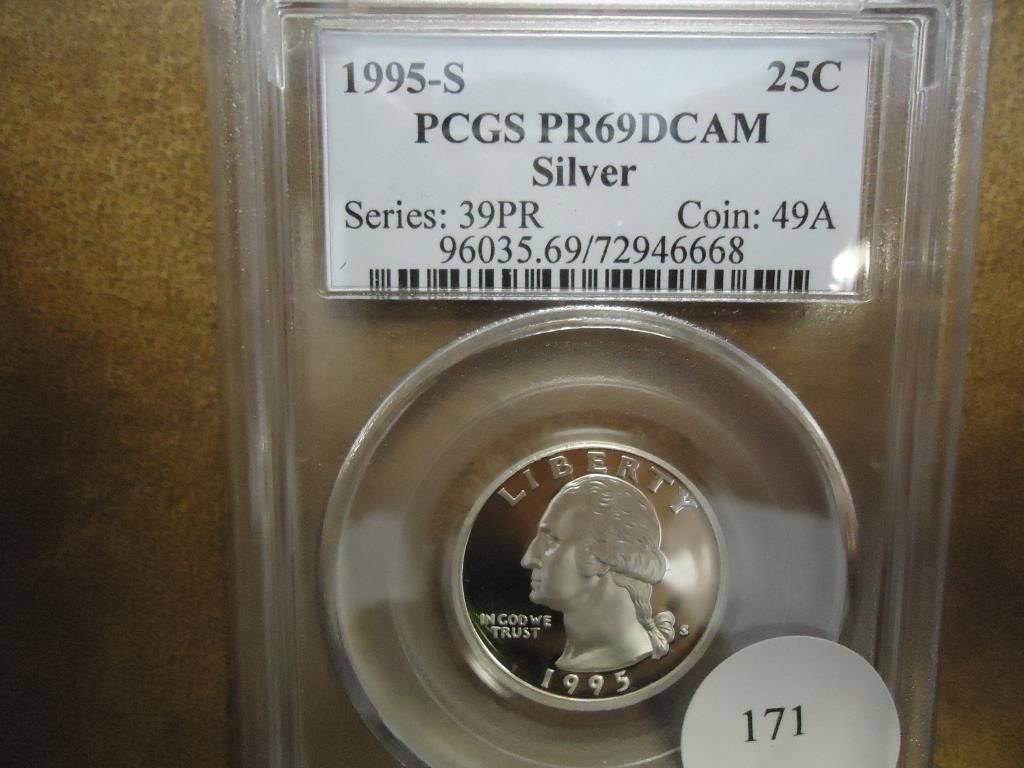 1995-S 25C
PCGS PR69DCAM
Silver
Series: 39PR Coin: 49A
96035.69/72946668
LIBERTY
IN GOD WE
TRUST
S
1995
171